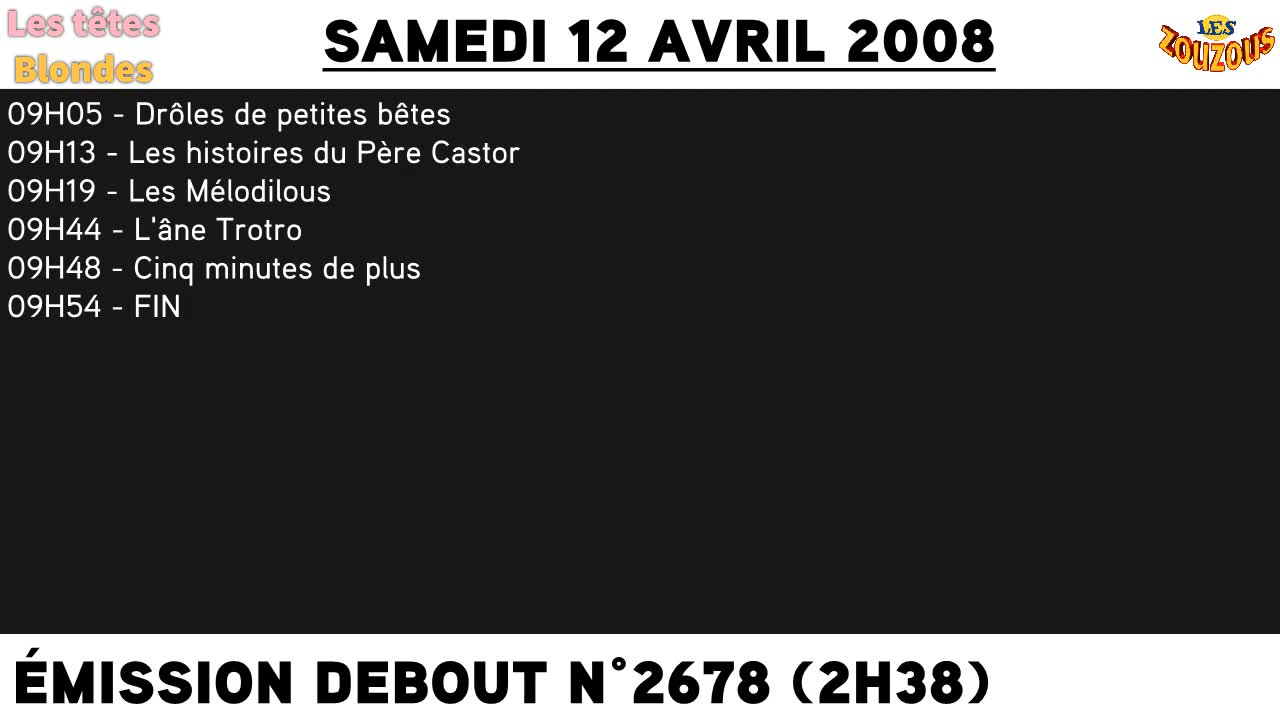 Les têtes
Blondes
SAMEDI 12 AVRIL 2008
LES
ZOUZOUS
09H05 - Drôles de petites bêtes
09H13 - Les histoires du Père Castor
09H19 - Les Mélodilous
09H44 - L'âne Trotro
09H48 - Cinq minutes de plus
09H54 - FIN
ÉMISSION DEBOUT N°2678 (2H38)